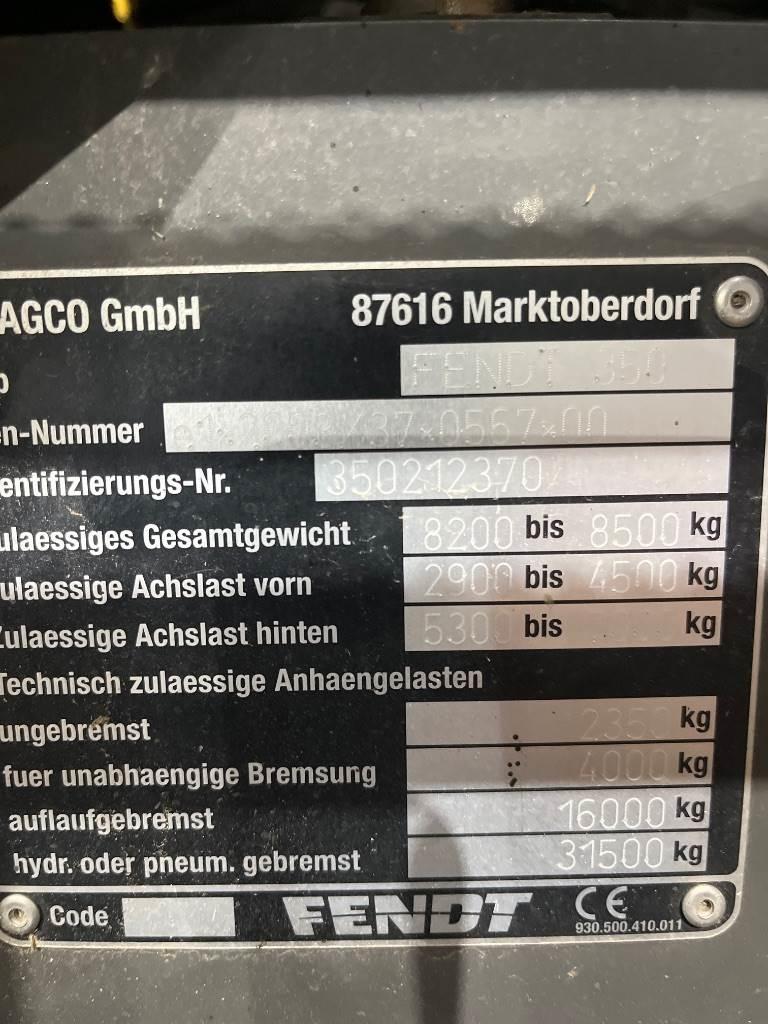 AGCO GmbH 87616 Marktoberdorf
p FENDT 350
n-Nummer
entifizierungs-Nr. 350212370
ulaessiges Gesamtgewicht 8200 bis 8500 kg
ulaessige Achslast vorn 2900 bis 4500 kg
Zulaessige Achslast hinten 5300 bis kg
Technisch zulaessige Anhaengelasten
ungebremst 2350 kg
fuer unabhaengige Bremsung 4000 kg
auflaufgebremst 16000 kg
hydr. oder pneum. gebremst 31500 kg
Code FENDT CE
930.500.410.011